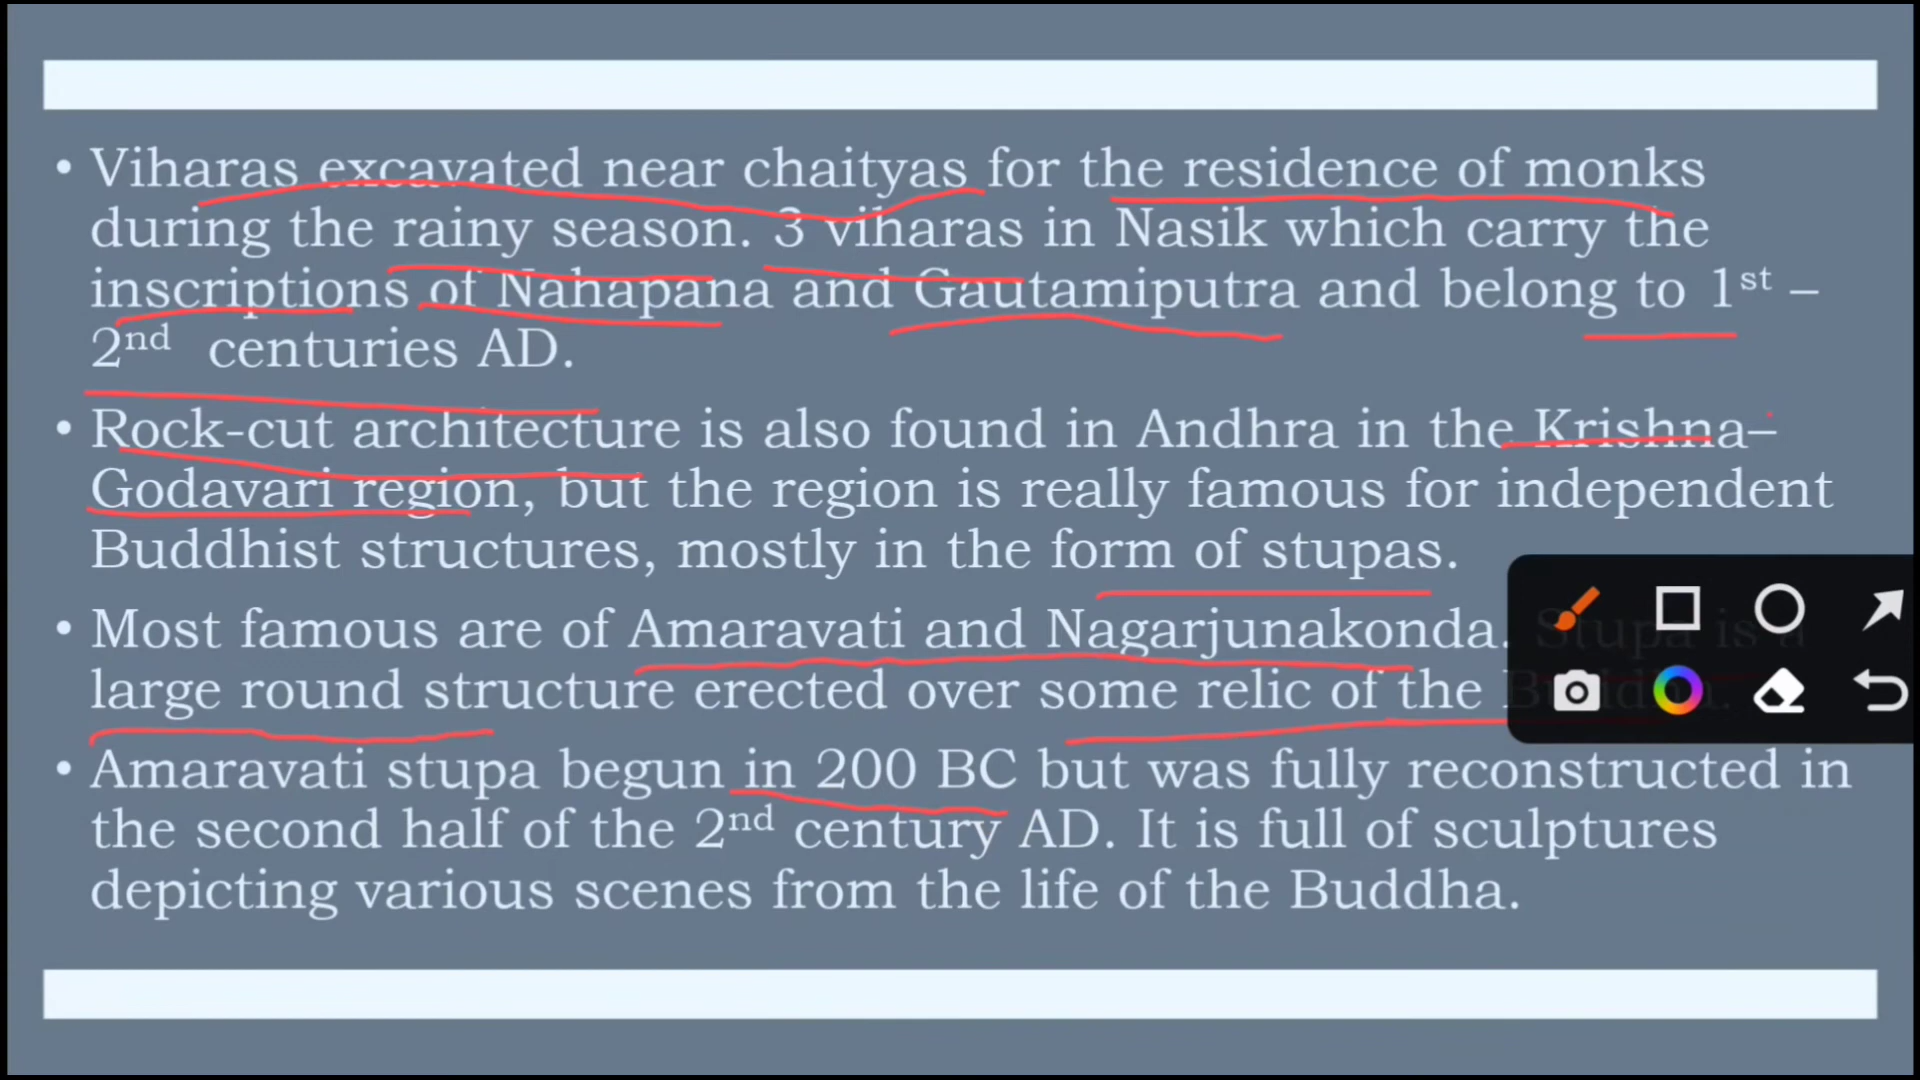 • Viharas excavated near chaityas for the residence of monks
during the rainy season. 3 viharas in Nasik which carry the
inscriptions of Nahapana and Gautamiputra and belong to 1st –
2nd centuries AD.
• Rock-cut architecture is also found in Andhra in the Krishna–
Godavari region, but the region is really famous for independent
Buddhist structures, mostly in the form of stupas.
• Most famous are of Amaravati and Nagarjunakonda. Stupa is a
large round structure erected over some relic of the Buddha.
• Amaravati stupa begun in 200 BC but was fully reconstructed in
the second half of the 2nd century AD. It is full of sculptures
depicting various scenes from the life of the Buddha.